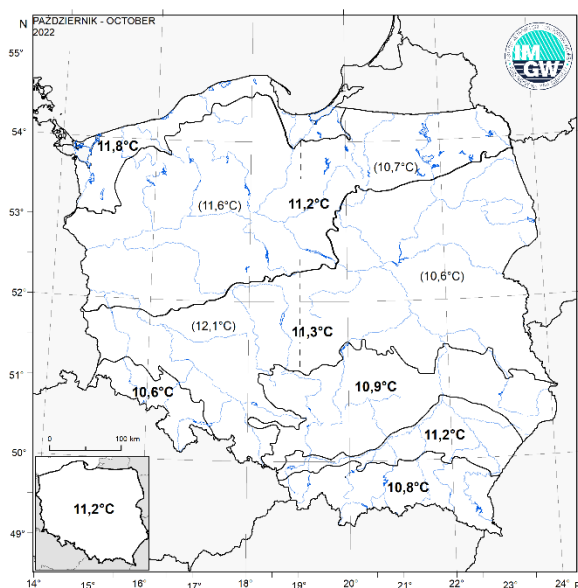 N
PAŹDZIERNIK - OCTOBER
2022
IM
GW
55°
54°
11,8°C
(10,7°C)
(11,6°C)
11,2°C
53°
(10,6°C)
52°
(12,1°C)
11,3°C
51°
10,6°C
10,9°C
0 100 km
11,2°C
50°
10,8°C
11,2°C
49°
14° 15° 16° 17° 18° 19° 20° 21° 22° 23° 24° E